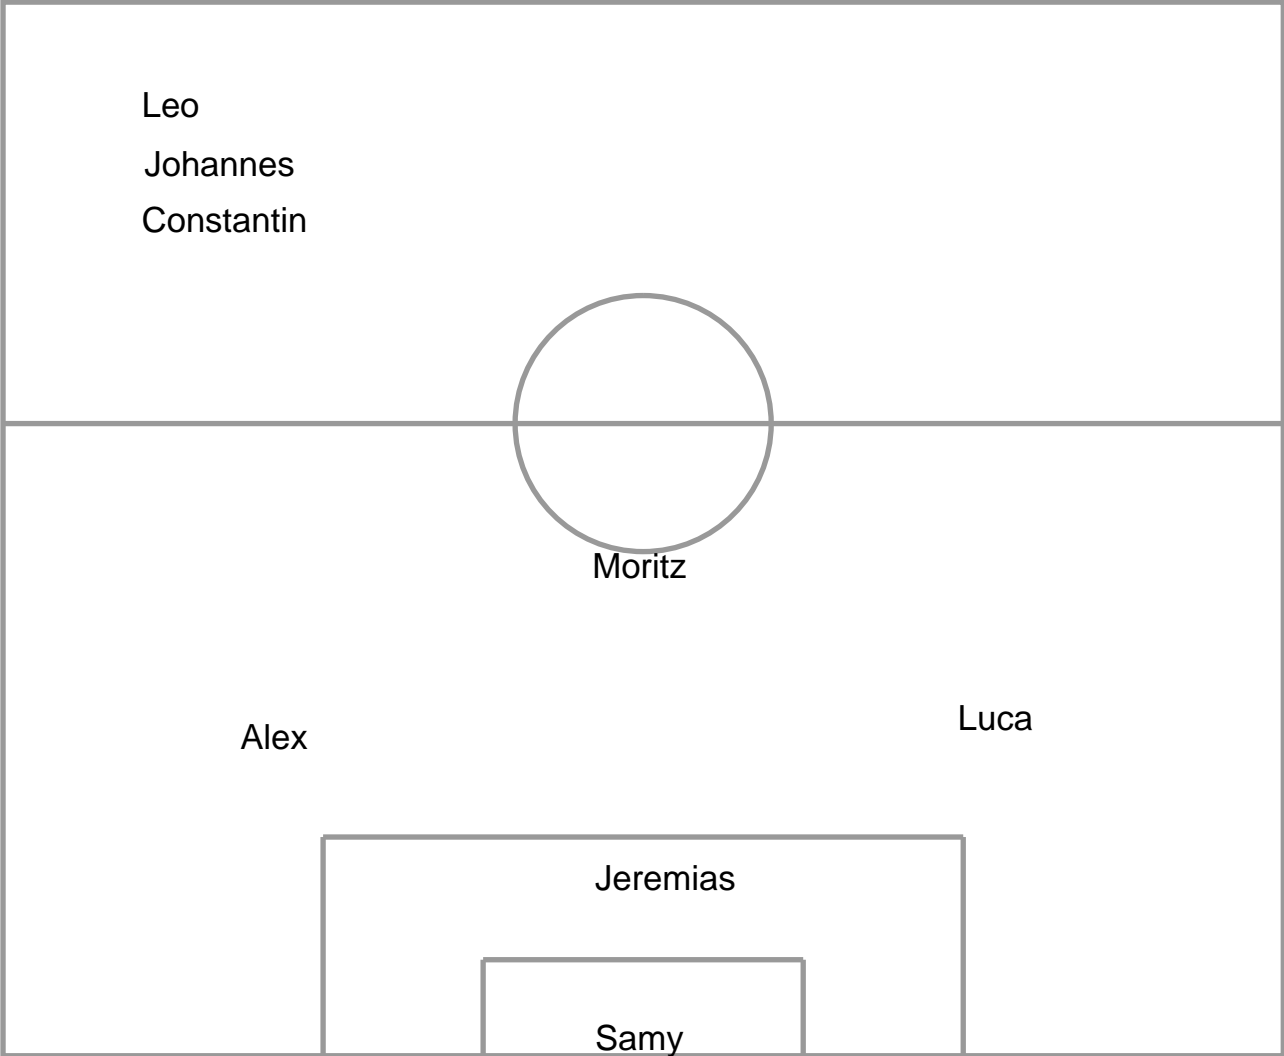 Leo
Johannes
Constantin
Moritz
Luca
Alex
Jeremias
Samy